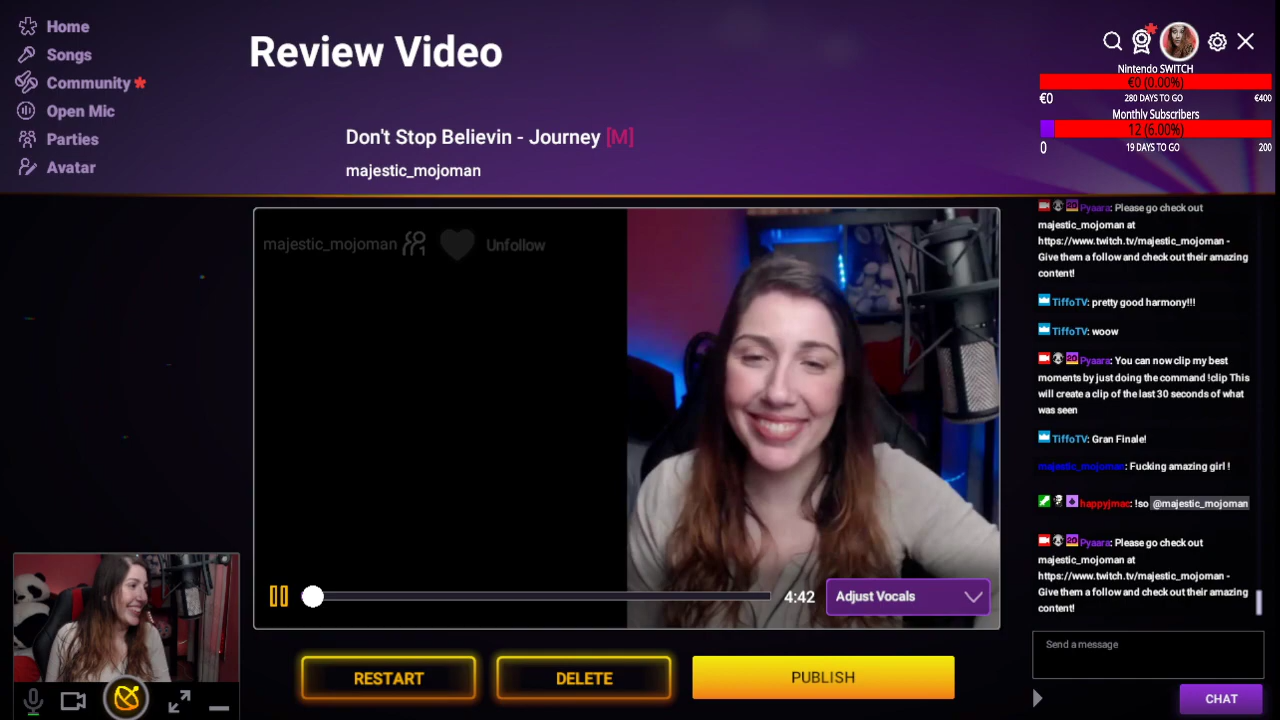 Home
Songs
Community *
Open Mic
Parties
Avatar
Review Video
Don't Stop Believin - Journey [M]
majestic_mojoman
Nintendo SWITCH
€0 (0.00%)
€0 280 DAYS TO GO €400
Monthly Subscribers
12 (6.00%)
0 19 DAYS TO GO 200
majestic_mojoman Unfollow
4:42
Adjust Vocals
RESTART
DELETE
PUBLISH
Pyaara: Please go check out
majestic_mojoman at
https://www.twitch.tv/majestic_mojoman -
Give them a follow and check out their amazing
content!
TiffoTV: pretty good harmony!!!
TiffoTV: woow
20 Pyaara: You can now clip my best
moments by just doing the command !clip This
will create a clip of the last 30 seconds of what
was seen
TiffoTV: Gran Finale!
majestic_mojoman: Fucking amazing girl !
happyjman: !so @majestic_mojoman
20 Pyaara: Please go check out
majestic_mojoman at
https://www.twitch.tv/majestic_mojoman -
Give them a follow and check out their amazing
content!
Send a message
CHAT